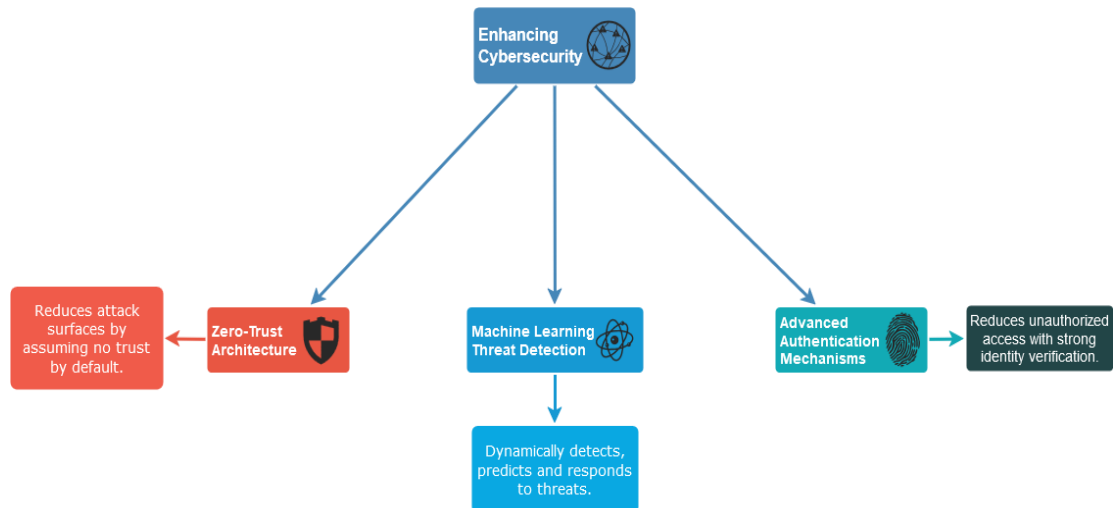 Enhancing
Cybersecurity
Reduces attack
surfaces by
assuming no trust
by default.
Zero-Trust
Architecture
Machine Learning
Threat Detection
Advanced
Authentication
Mechanisms
Reduces unauthorized
access with strong
identity verification.
Dynamically detects,
predicts and responds
to threats.